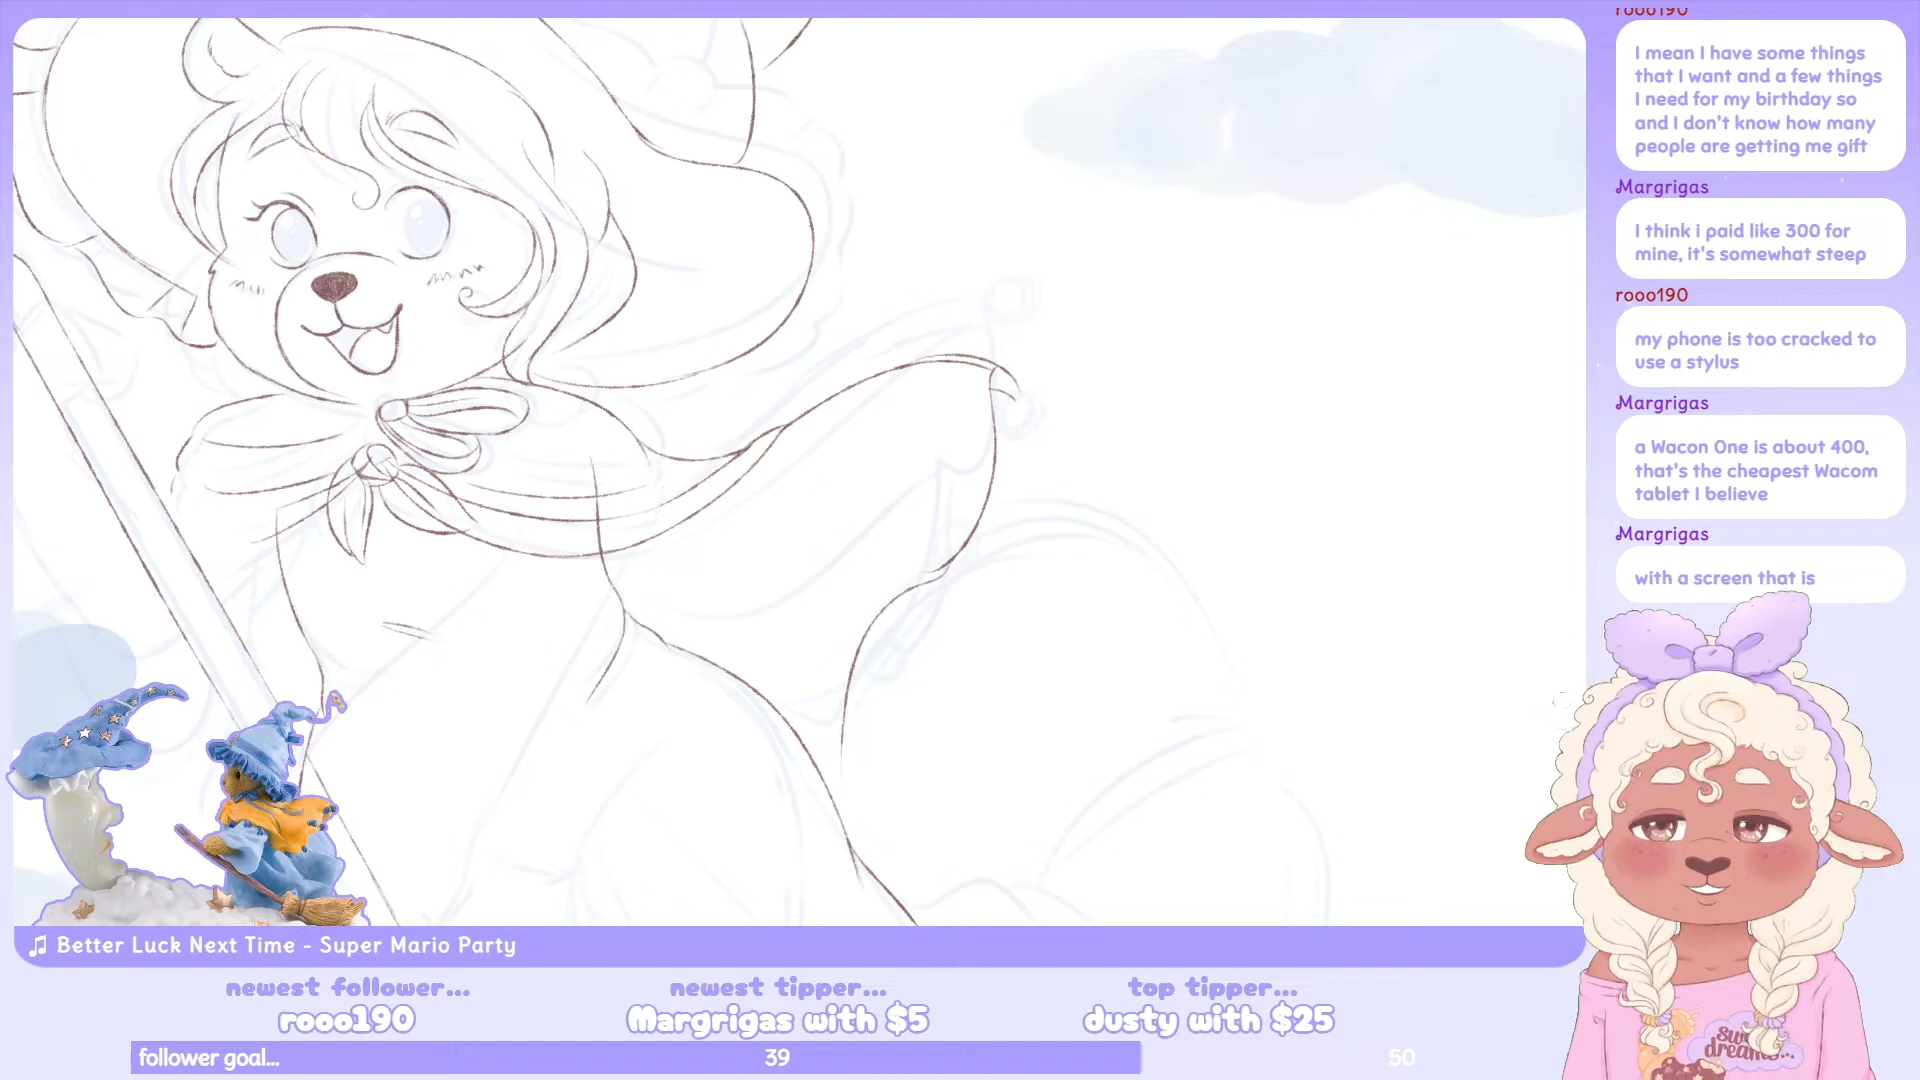 rooo190
I mean I have some things
that I want and a few things
I need for my birthday so
and I don't know how many
people are getting me gift
Margrigas
I think i paid like 300 for
mine, it's somewhat steep
rooo190
my phone is too cracked to
use a stylus
Margrigas
a Wacon One is about 400,
that's the cheapest Wacom
tablet I believe
Margrigas
with a screen that is
Better Luck Next Time - Super Mario Party
newest follower...
rooo190
newest tipper...
Margrigas with $5
top tipper...
dusty with $25
follower goal...
39
50
dream...